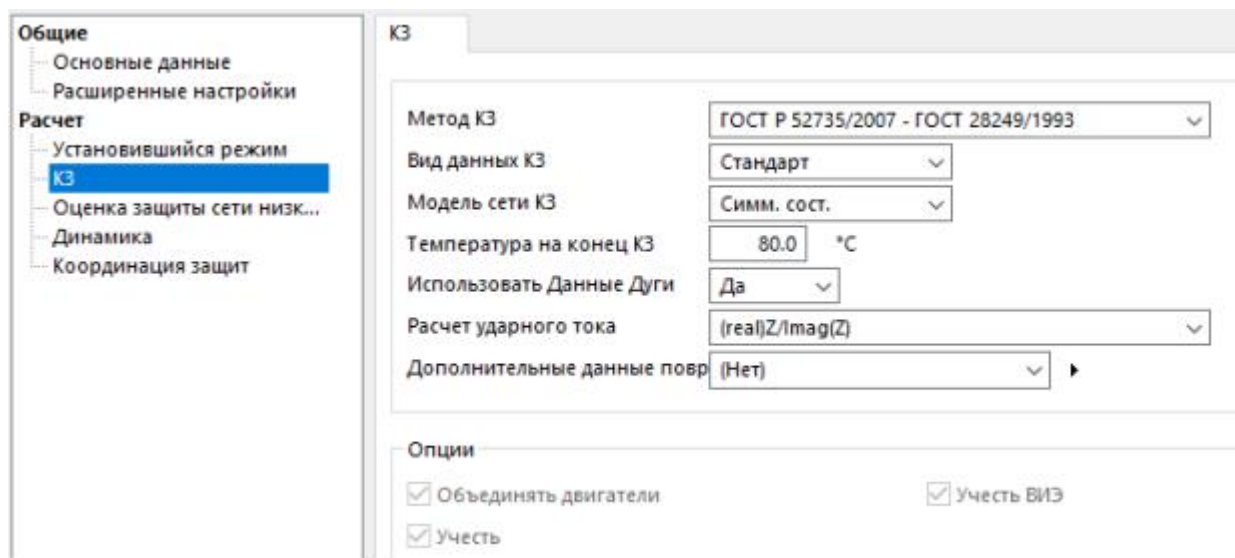 Общие
Основные данные
Расширенные настройки
Расчет
Установившийся режим
КЗ
Оценка защиты сети низк...
Динамика
Координация защит
КЗ
Метод КЗ ГОСТ Р 52735/2007 - ГОСТ 28249/1993
Вид данных КЗ Стандарт
Модель сети КЗ Симм. сост.
Температура на конец КЗ 80.0 °C
Использовать Данные Дуги Да
Расчет ударного тока (real)Z/Imag(Z)
Дополнительные данные повр (Нет)
Опции
Объединять двигатели Учесть ВИЭ
Учесть